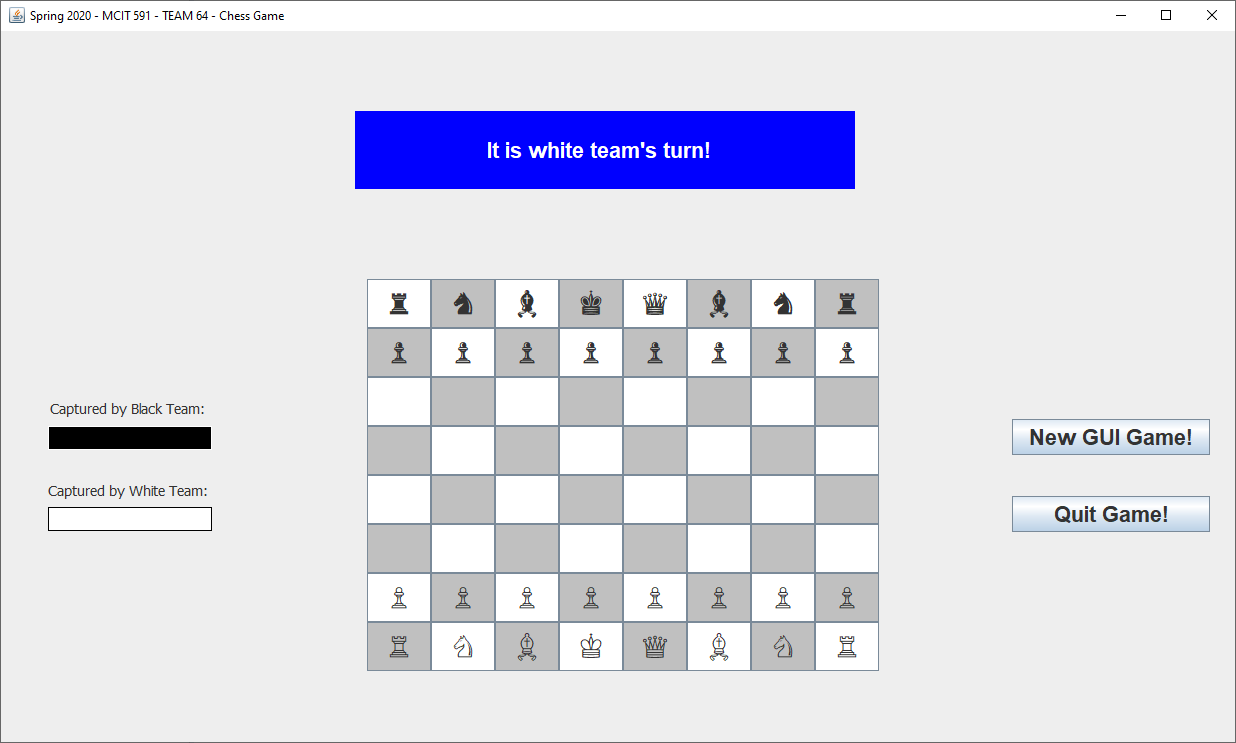 Spring 2020 - MCIT 591 - TEAM 64 - Chess Game
It is white team's turn!
Captured by Black Team:
Captured by White Team:
New GUI Game!
Quit Game!